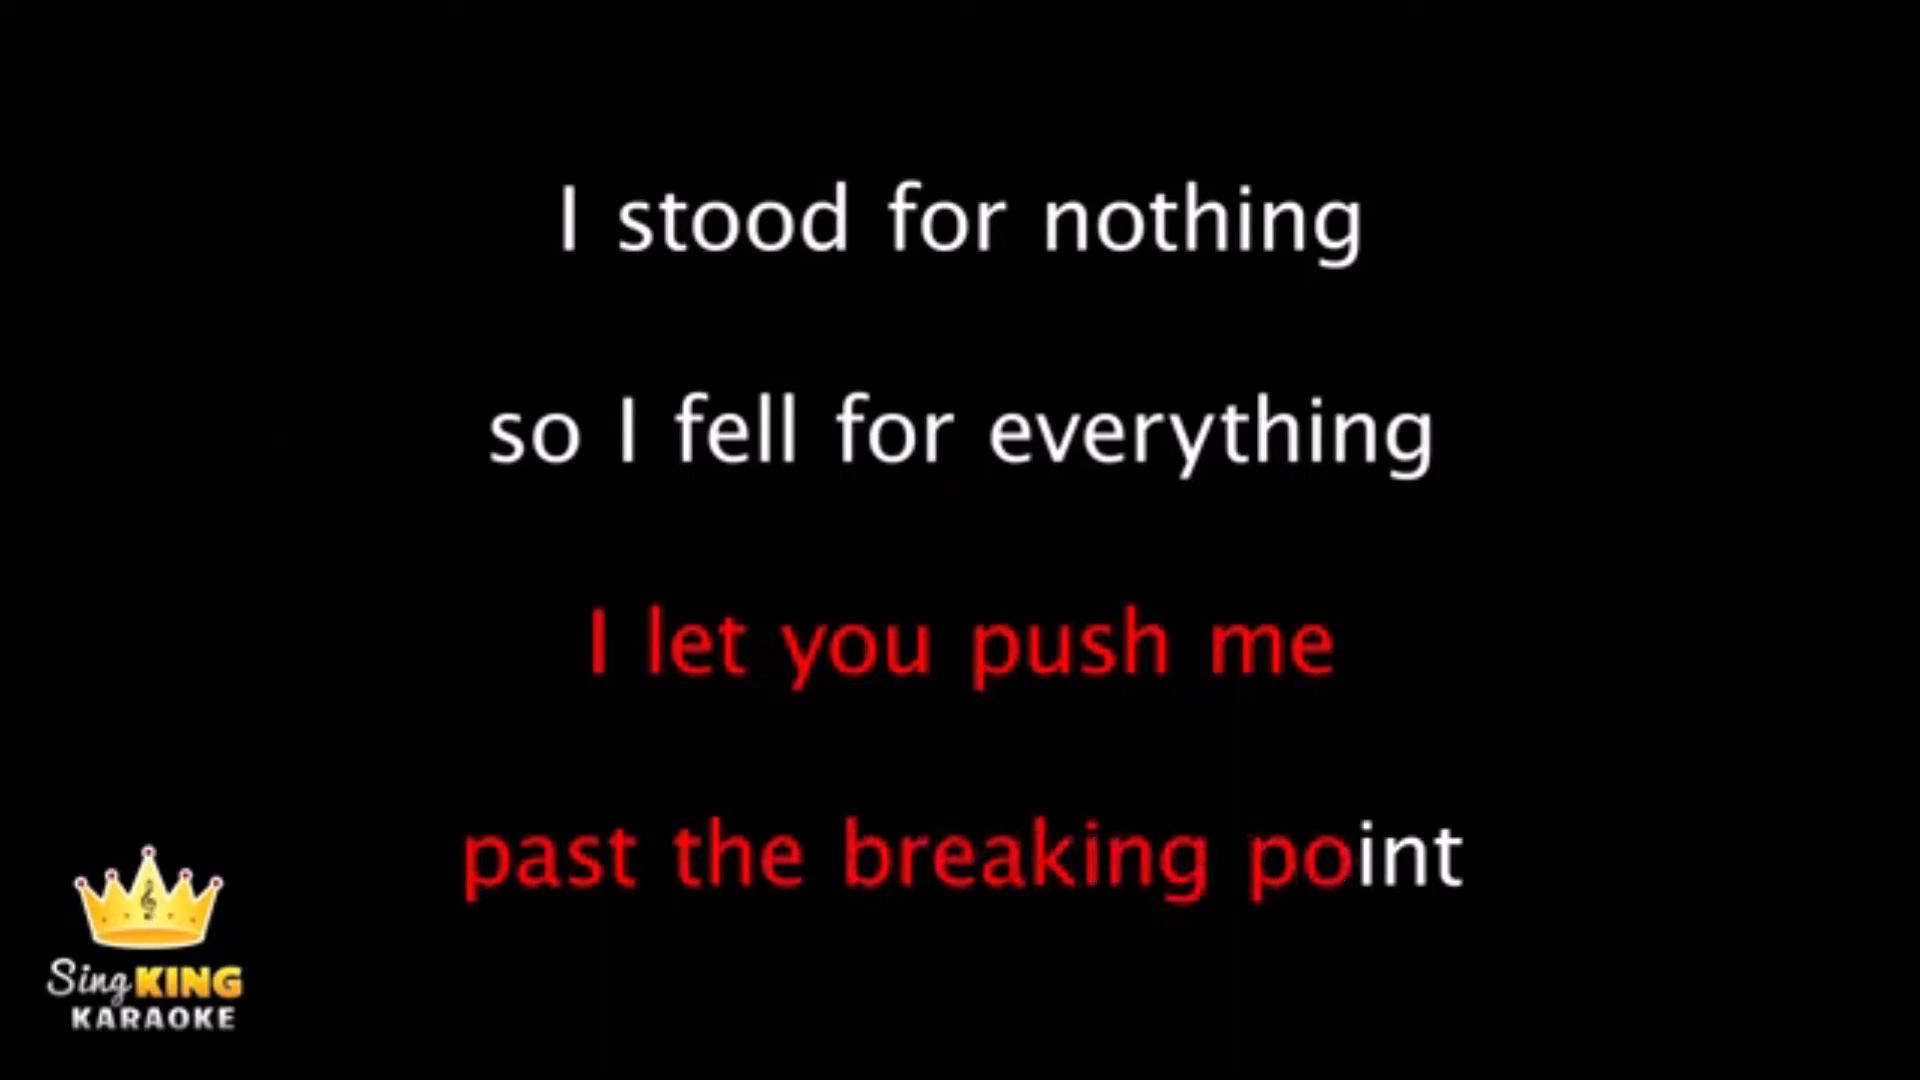 I stood for nothing
so I fell for everything
I let you push me
past the breaking point
Sing KING
KARAOKE